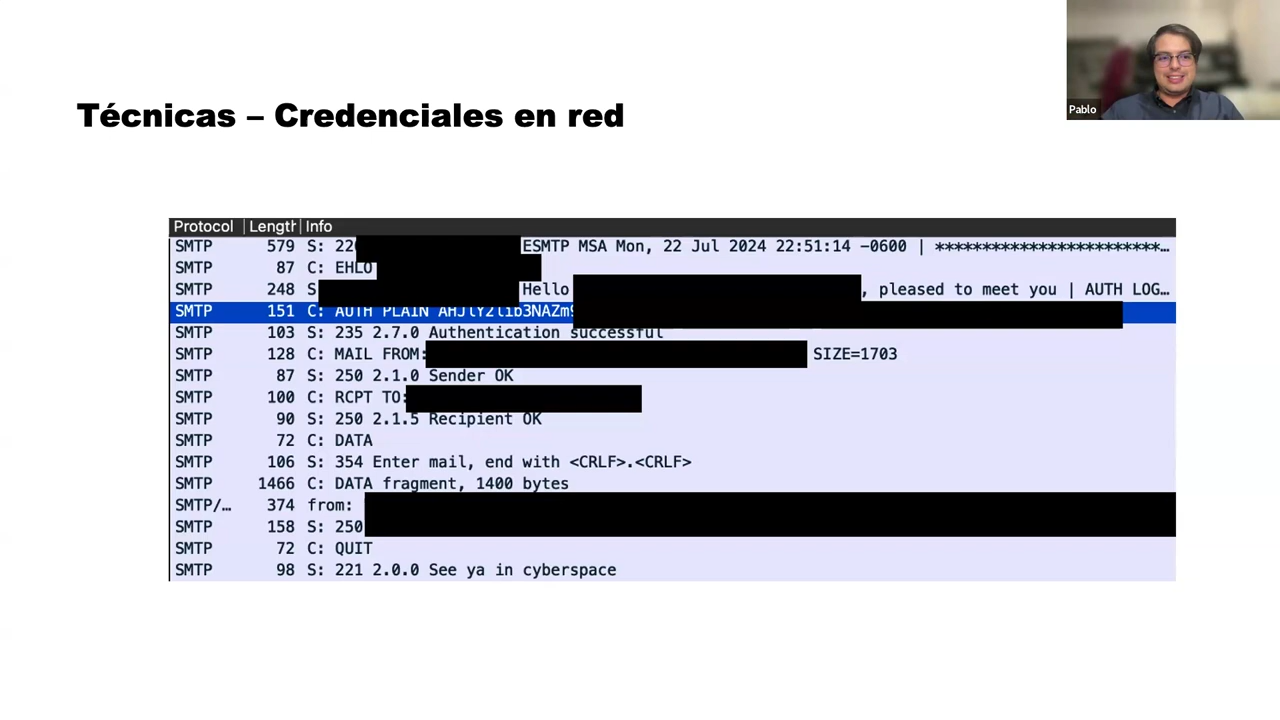 Pablo
Técnicas – Credenciales en red
Protocol Length Info
SMTP 579 S: 220 ESMTP MSA Mon, 22 Jul 2024 22:51:14 -0600 | ************************…
SMTP 87 C: EHLO
SMTP 248 S Hello , pleased to meet you | AUTH LOG…
SMTP 151 C: AUTH PLAIN
SMTP 103 S: 235 2.7.0 Authentication successful
SMTP 128 C: MAIL FROM: SIZE=1703
SMTP 87 S: 250 2.1.0 Sender OK
SMTP 100 C: RCPT TO:
SMTP 90 S: 250 2.1.5 Recipient OK
SMTP 72 C: DATA
SMTP 106 S: 354 Enter mail, end with <CRLF>.<CRLF>
SMTP 1466 C: DATA fragment, 1400 bytes
SMTP/… 374 from:
SMTP 158 S: 250
SMTP 72 C: QUIT
SMTP 98 S: 221 2.0.0 See ya in cyberspace